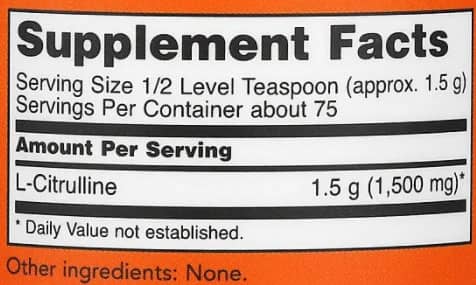 Supplement Facts
Serving Size 1/2 Level Teaspoon (approx. 1.5 g)
Servings Per Container about 75
Amount Per Serving
L-Citrulline 1.5 g (1,500 mg)*
* Daily Value not established.
Other ingredients: None.